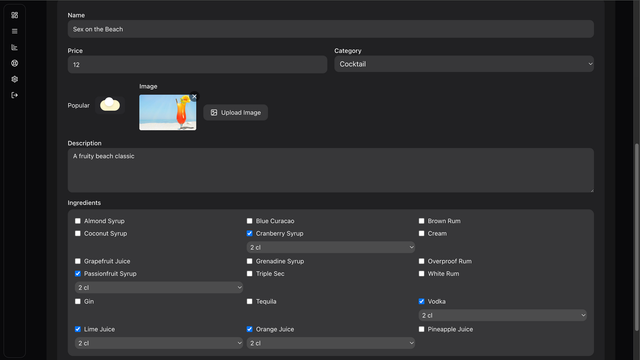 Name
Sex on the Beach
Price Category
12 Cocktail
Image
Popular Upload Image
Description
A fruity beach classic
Ingredients
Almond Syrup Blue Curacao Brown Rum
Coconut Syrup Cranberry Syrup Cream
2 cl
Grapefruit Juice Grenadine Syrup Overproof Rum
Passionfruit Syrup Triple Sec White Rum
2 cl
Gin Tequila Vodka
2 cl
Lime Juice Orange Juice Pineapple Juice
2 cl 2 cl